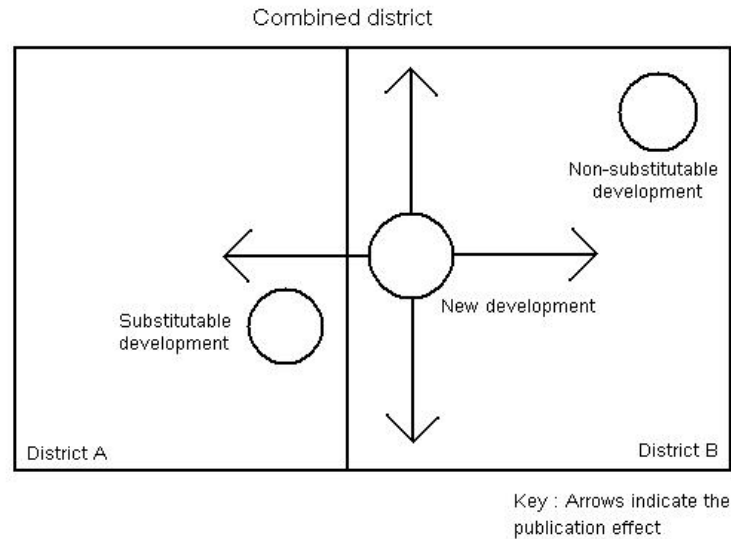 Combined district
Non-substitutable
development
New development
Substitutable
development
District A
District B
Key : Arrows indicate the
publication effect